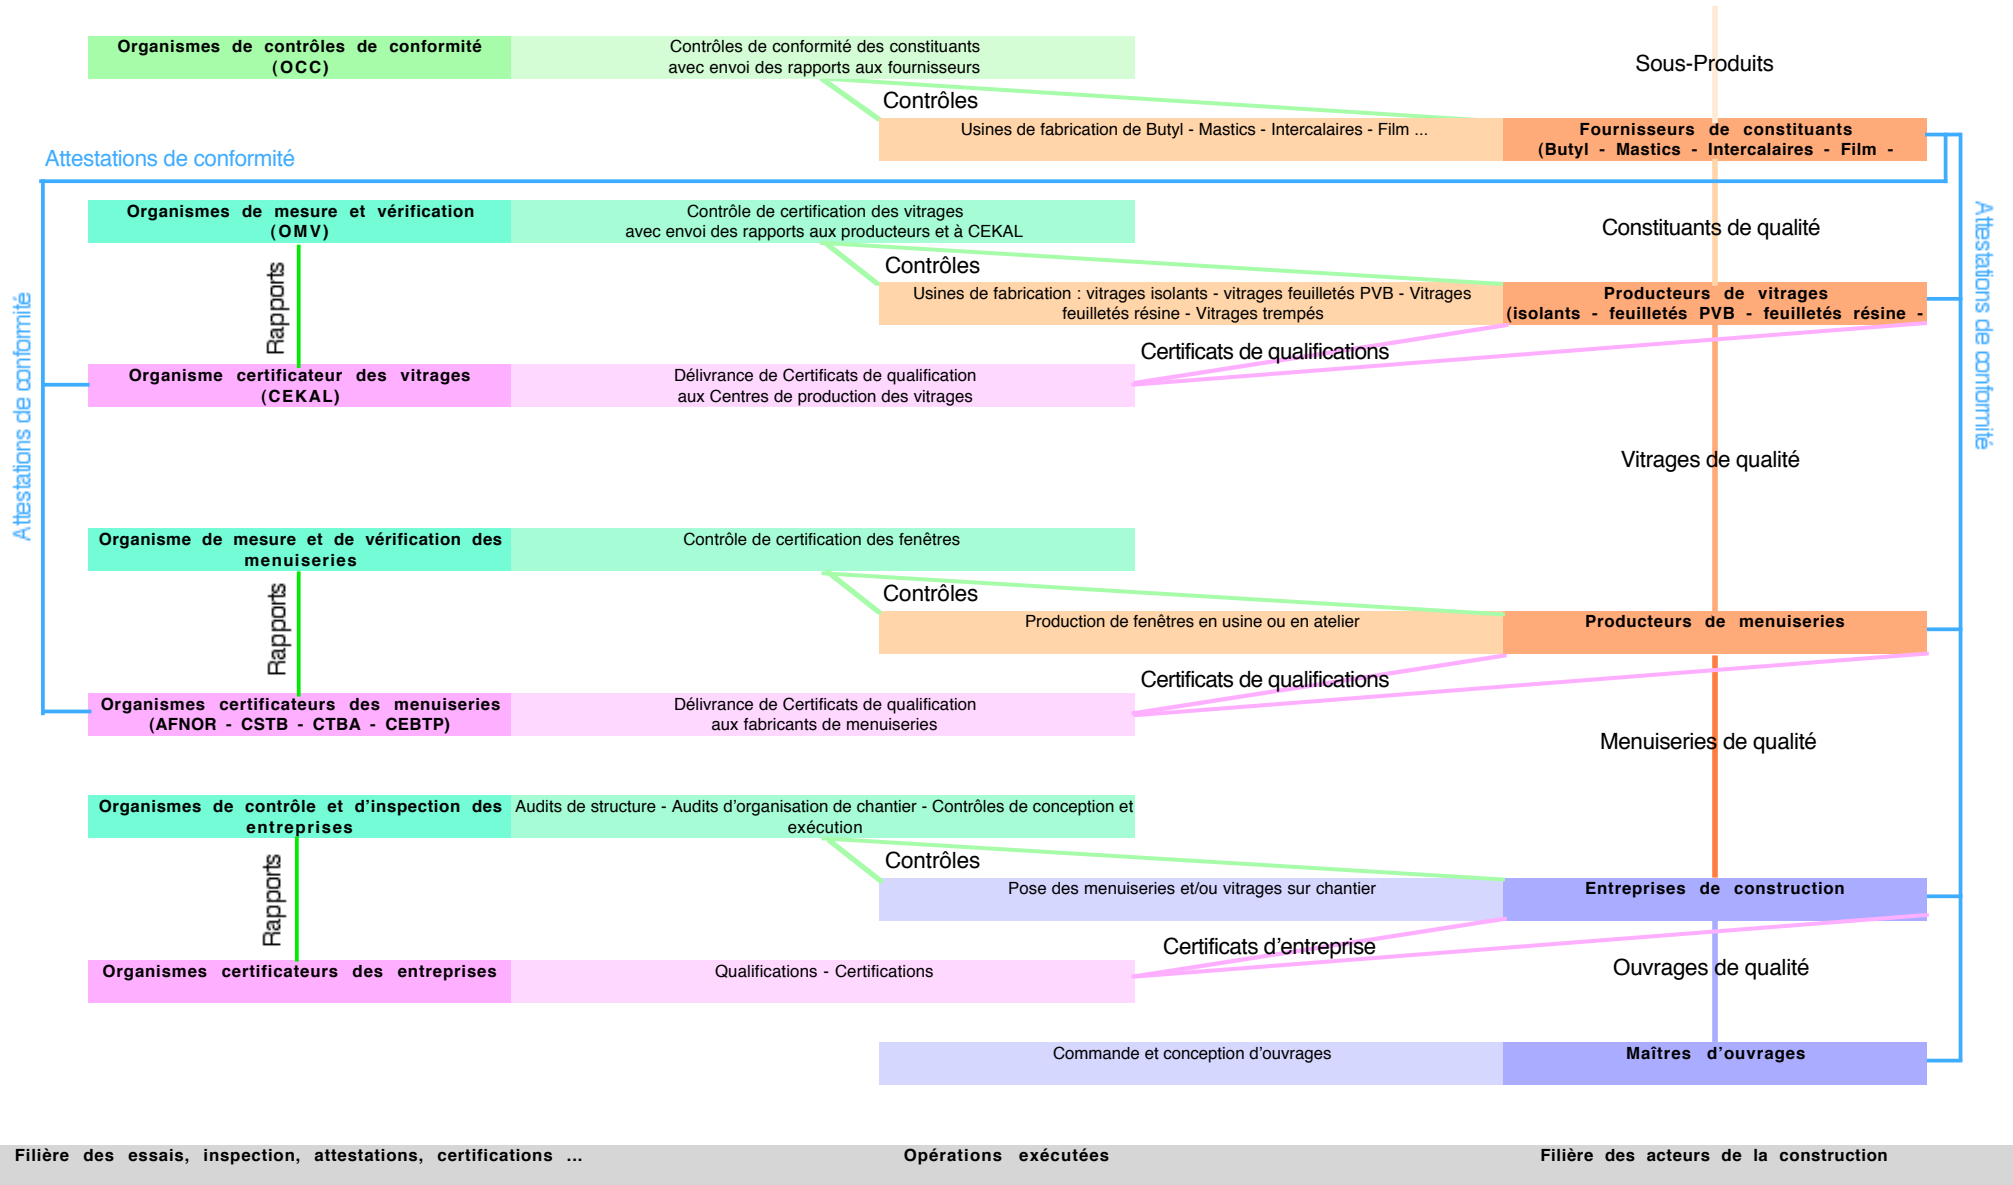 Organismes de contrôles de conformité
(OCC)
Contrôles de conformité des constituants
avec envoi des rapports aux fournisseurs
Sous-Produits
Contrôles
Usines de fabrication de Butyl - Mastics - Intercalaires - Film ...
Fournisseurs de constituants
(Butyl - Mastics - Intercalaires - Film -
Attestations de conformité
Organismes de mesure et vérification
(OMV)
Contrôle de certification des vitrages
avec envoi des rapports aux producteurs et à CEKAL
Constituants de qualité
Attestations de conformité
Rapports
Contrôles
Usines de fabrication : vitrages isolants - vitrages feuilletés PVB - Vitrages
feuilletés résine - Vitrages trempés
Producteurs de vitrages
(isolants - feuilletés PVB - feuilletés résine -
Attestations de conformité
Certificats de qualifications
Organisme certificateur des vitrages
(CEKAL)
Délivrance de Certificats de qualification
aux Centres de production des vitrages
Vitrages de qualité
Organisme de mesure et de vérification des
menuiseries
Contrôle de certification des fenêtres
Rapports
Contrôles
Production de fenêtres en usine ou en atelier
Producteurs de menuiseries
Certificats de qualifications
Organismes certificateurs des menuiseries
(AFNOR - CSTB - CTBA - CEBTP)
Délivrance de Certificats de qualification
aux fabricants de menuiseries
Menuiseries de qualité
Organismes de contrôle et d'inspection des
entreprises
Audits de structure - Audits d'organisation de chantier - Contrôles de conception et
exécution
Rapports
Contrôles
Pose des menuiseries et/ou vitrages sur chantier
Entreprises de construction
Certificats d'entreprise
Organismes certificateurs des entreprises
Qualifications - Certifications
Ouvrages de qualité
Commande et conception d'ouvrages
Maîtres d'ouvrages
Filière des essais, inspection, attestations, certifications ...
Opérations exécutées
Filière des acteurs de la construction